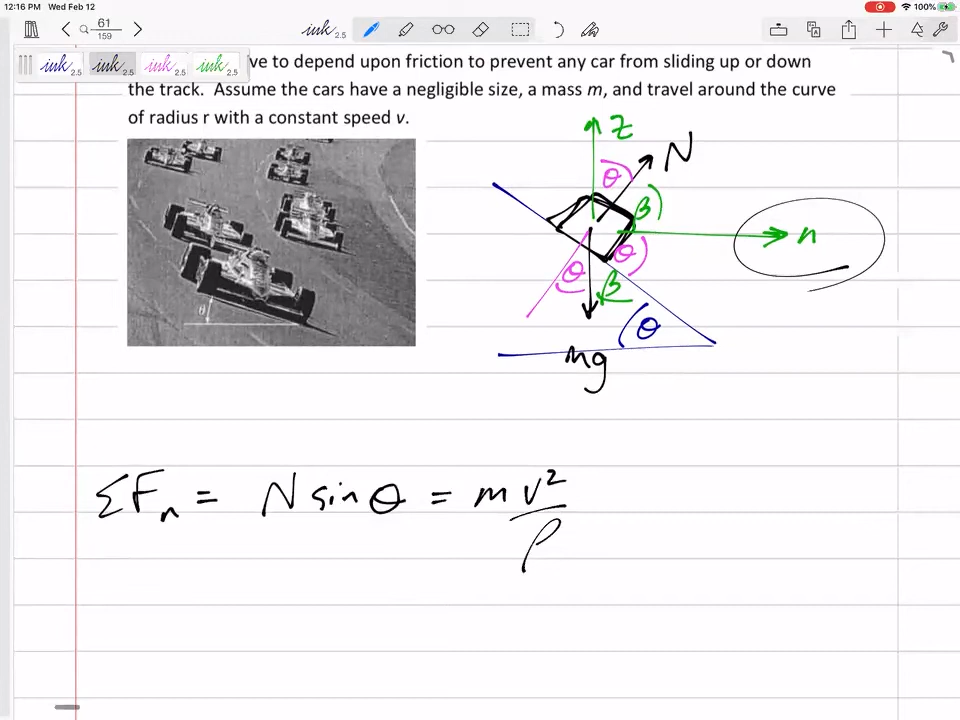 12:16 PM Wed Feb 12
100%
61
159
ink 2.5
ink 2.5 ink 2.5 ink 2.5 ink 2.5
ve to depend upon friction to prevent any car from sliding up or down
the track. Assume the cars have a negligible size, a mass m, and travel around the curve
of radius r with a constant speed v.
z
N
θ
β
n
θ
θ
β
θ
mg
θ
ΣFn = N sin θ = m v²/ρ